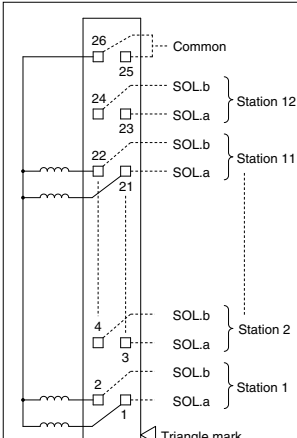 26 Common
25
24 SOL.b
SOL.a Station 12
23
22 SOL.b
SOL.a Station 11
21
4 SOL.b
SOL.a Station 2
3
2 SOL.b
SOL.a Station 1
1
Triangle mark